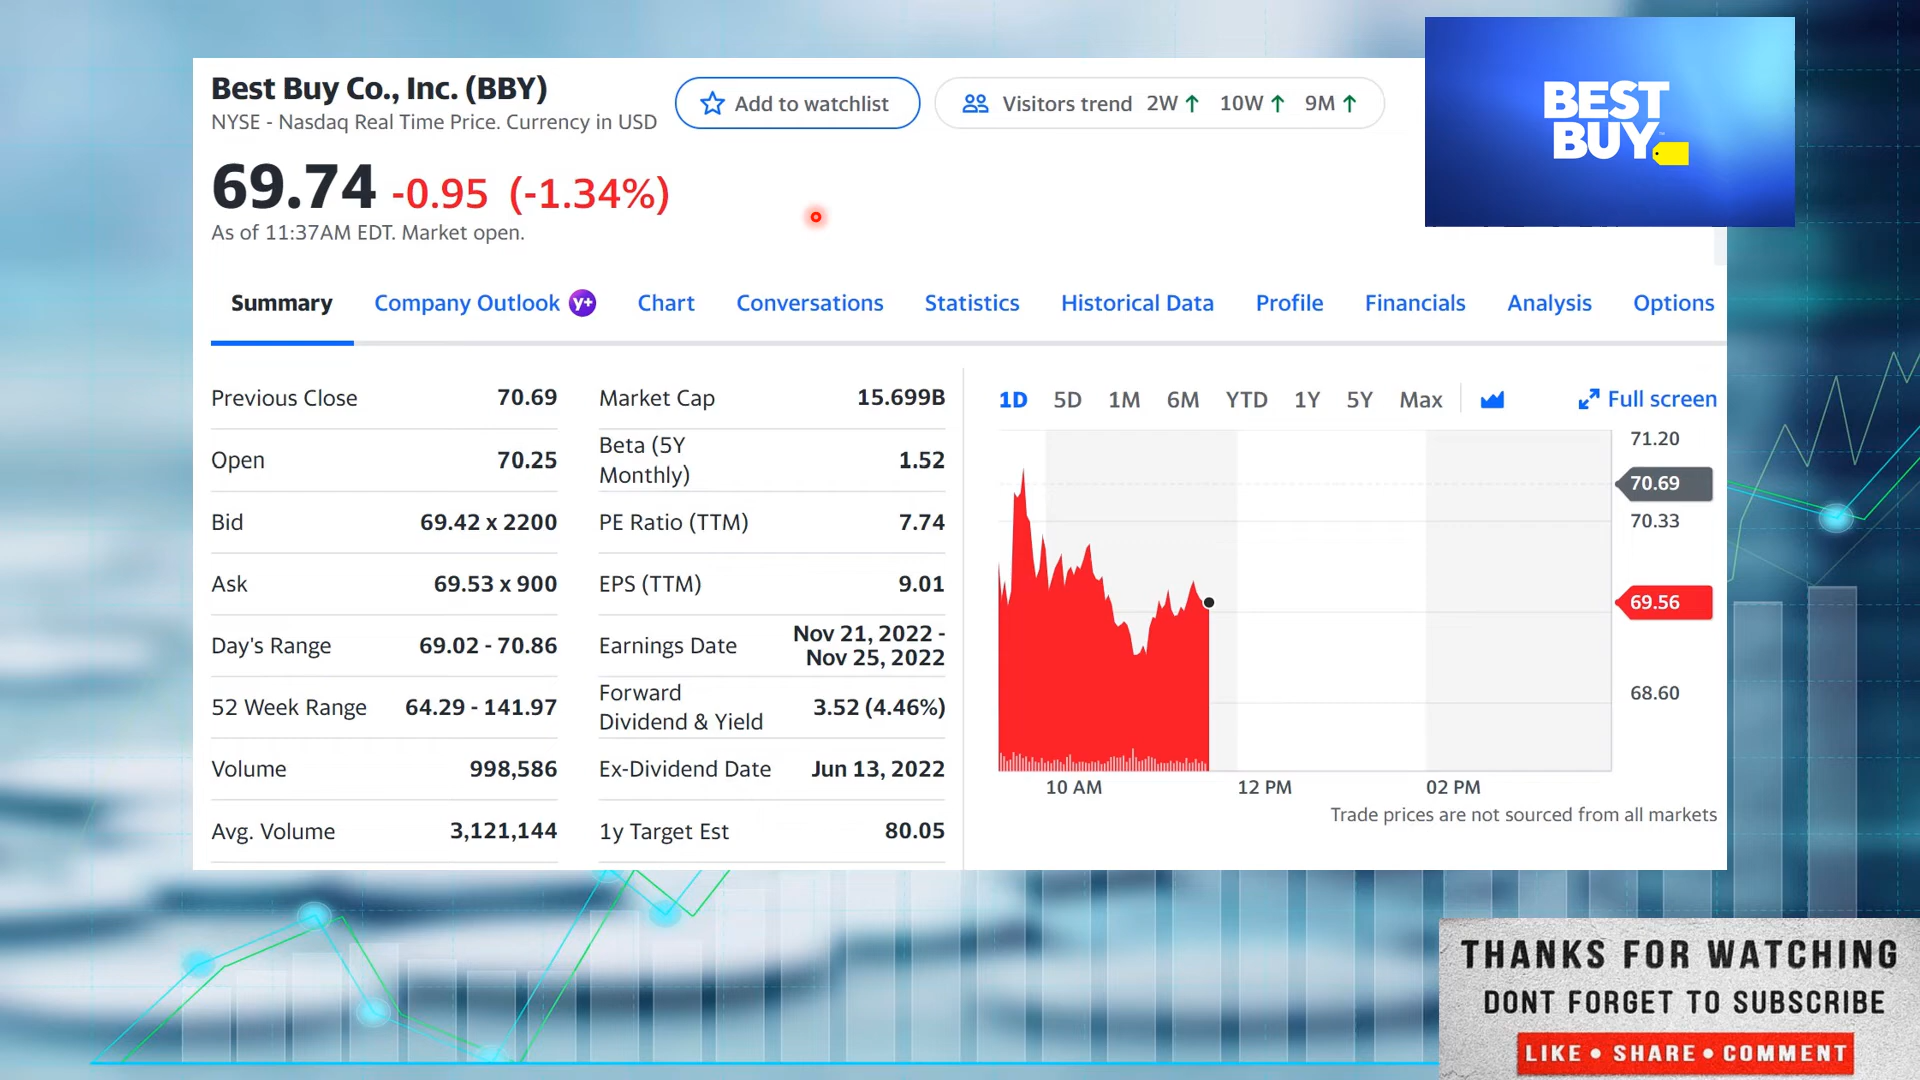 Best Buy Co., Inc. (BBY)
NYSE - Nasdaq Real Time Price. Currency in USD
Add to watchlist
Visitors trend 2W 10W 9M
BEST
BUY
69.74 -0.95 (-1.34%)
As of 11:37AM EDT. Market open.
Summary Company Outlook y+ Chart Conversations Statistics Historical Data Profile Financials Analysis Options
Previous Close 70.69
Open 70.25
Bid 69.42 x 2200
Ask 69.53 x 900
Day's Range 69.02 - 70.86
52 Week Range 64.29 - 141.97
Volume 998,586
Avg. Volume 3,121,144
Market Cap 15.699B
Beta (5Y
Monthly) 1.52
PE Ratio (TTM) 7.74
EPS (TTM) 9.01
Earnings Date Nov 21, 2022 -
Nov 25, 2022
Forward
Dividend & Yield 3.52 (4.46%)
Ex-Dividend Date Jun 13, 2022
1y Target Est 80.05
1D 5D 1M 6M YTD 1Y 5Y Max Full screen
71.20
70.69
70.33
69.56
68.60
10 AM 12 PM 02 PM
Trade prices are not sourced from all markets
THANKS FOR WATCHING
DONT FORGET TO SUBSCRIBE
LIKE • SHARE • COMMENT